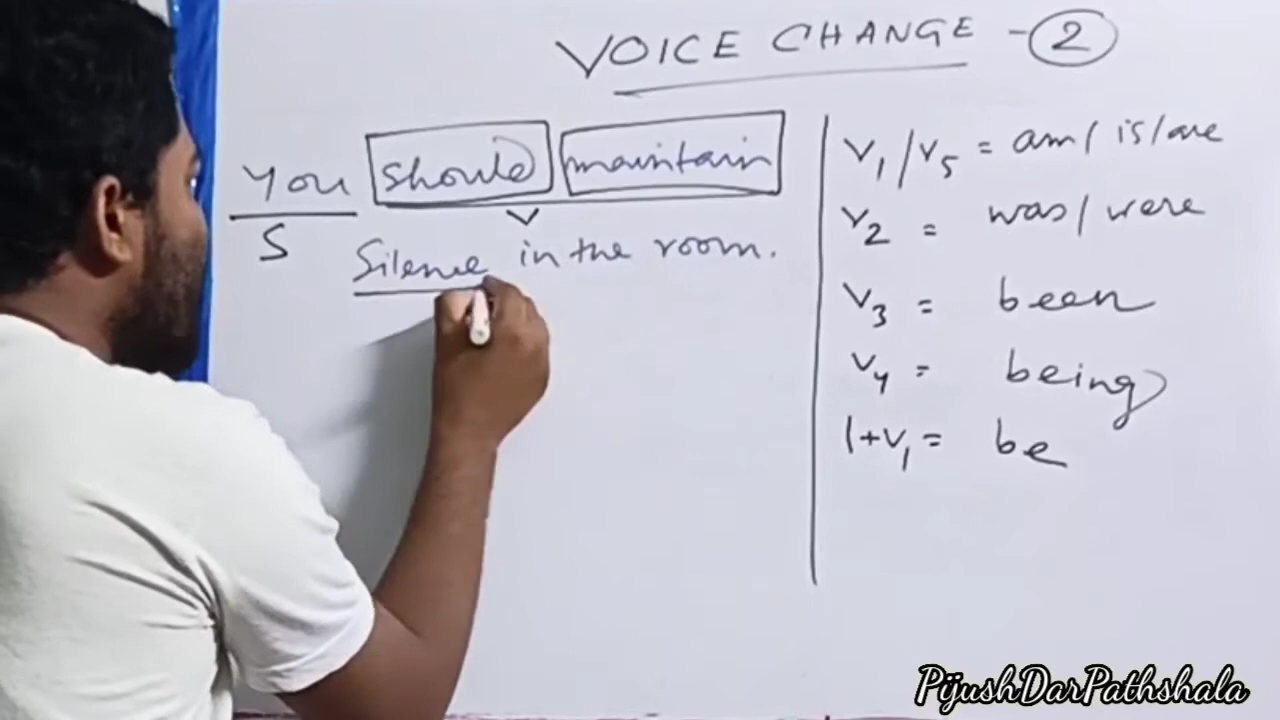 VOICE CHANGE - 2
You should maintain
S V
Silence in the room.
V1/V5 = am/is/are
V2 = was/were
V3 = been
V4 = being
1+V1 = be
PijushDarPathshala